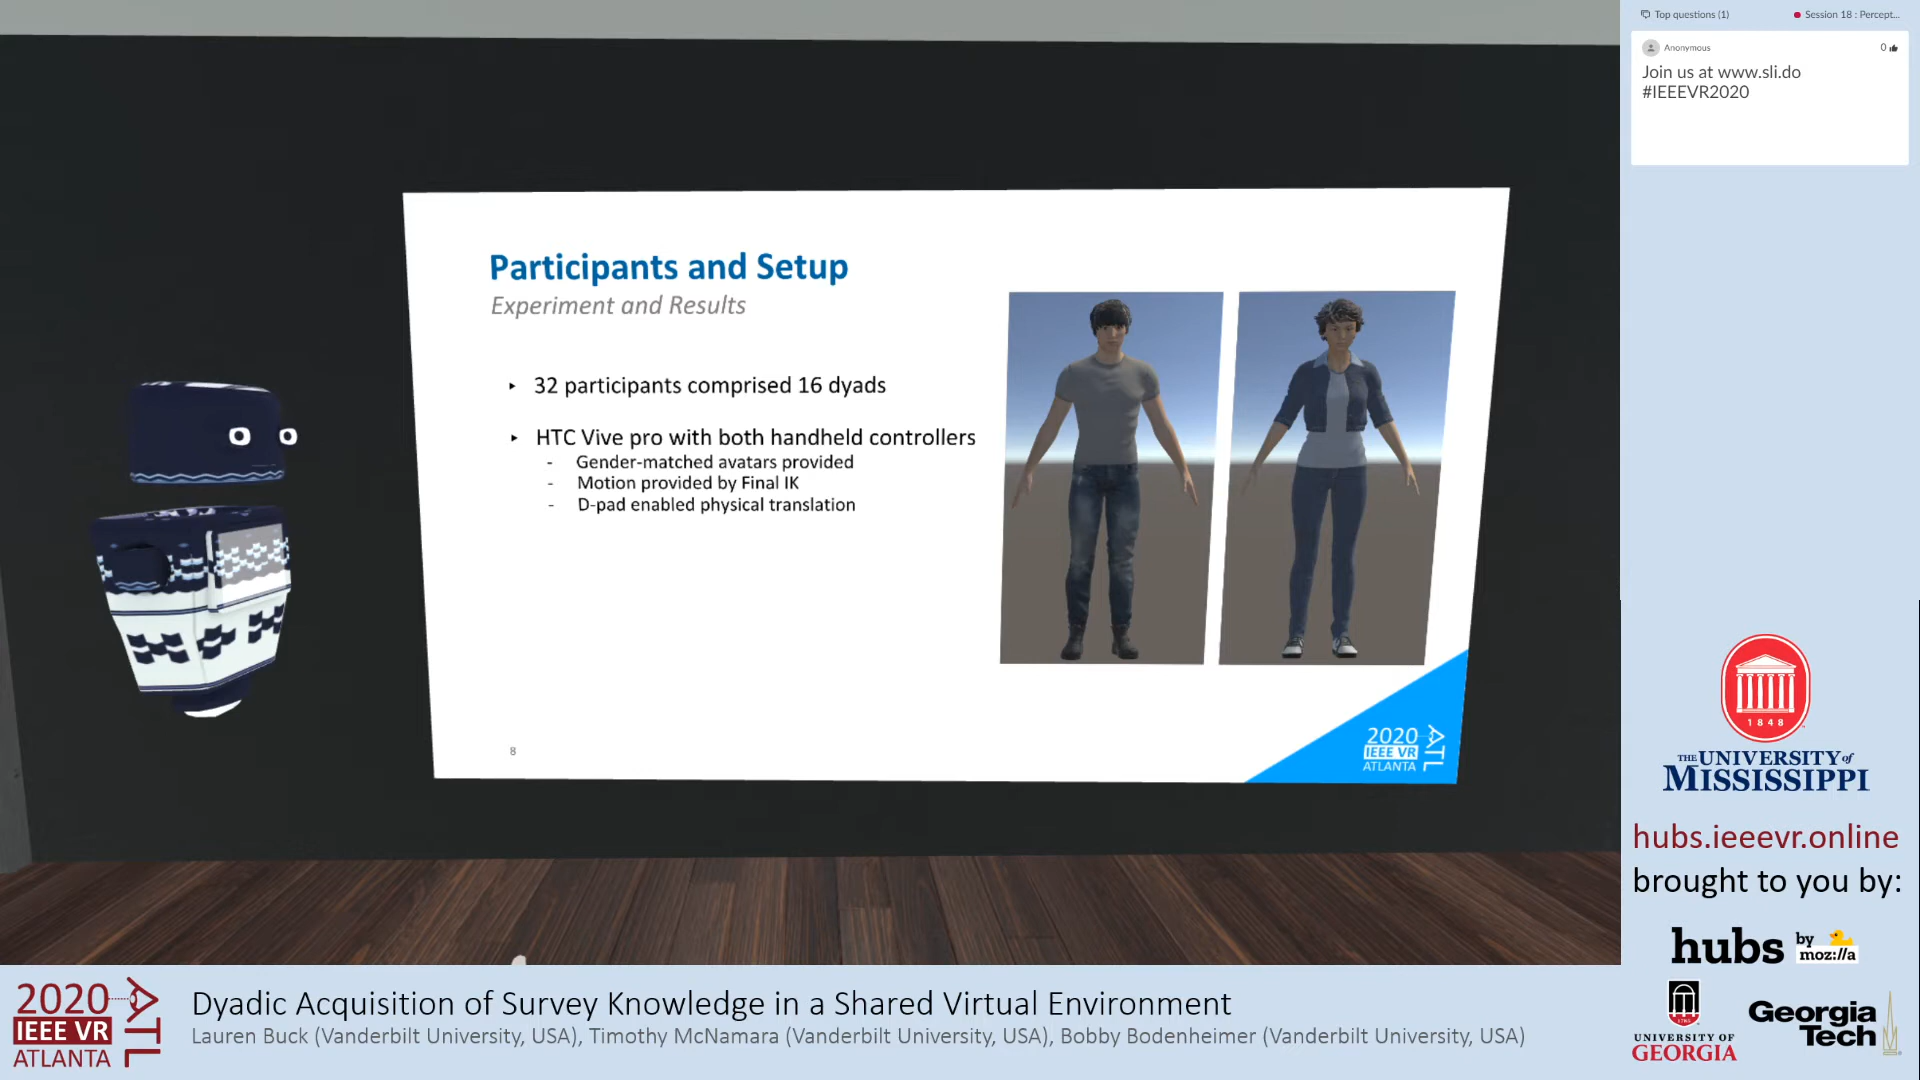 Top questions (1)
Session 18 : Percept...
Anonymous
0
Join us at www.sli.do
#IEEEVR2020
Participants and Setup
Experiment and Results
‣ 32 participants comprised 16 dyads
‣ HTC Vive pro with both handheld controllers
- Gender-matched avatars provided
- Motion provided by Final IK
- D-pad enabled physical translation
8
2020
IEEE VR
ATLANTA
ATL
1848
THE UNIVERSITY of
MISSISSIPPI
hubs.ieeevr.online
brought to you by:
hubs by
moz://a
UNIVERSITY OF
GEORGIA
Georgia
Tech
2020
IEEE VR
ATLANTA
ATL
Dyadic Acquisition of Survey Knowledge in a Shared Virtual Environment
Lauren Buck (Vanderbilt University, USA), Timothy McNamara (Vanderbilt University, USA), Bobby Bodenheimer (Vanderbilt University, USA)